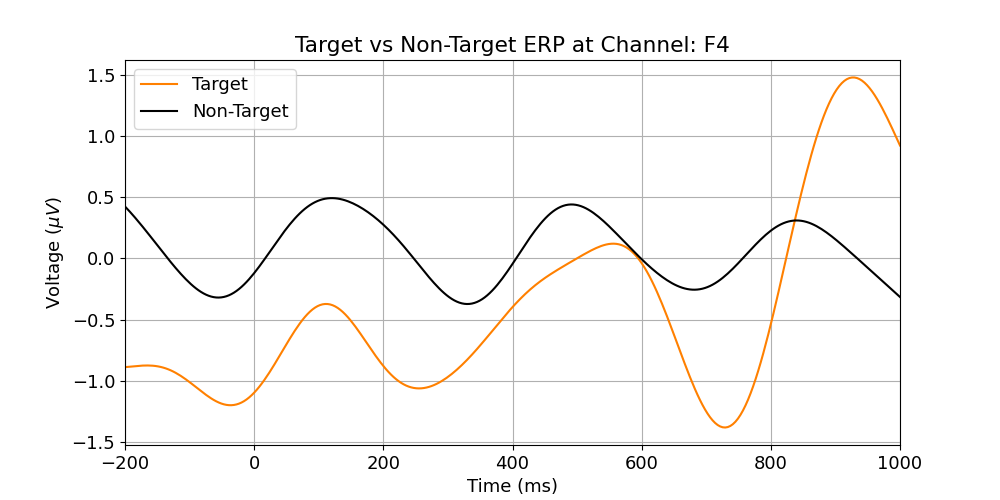 Target vs Non-Target ERP at Channel: F4
Target
Non-Target
Voltage (μV)
1.5
1.0
0.5
0.0
−0.5
−1.0
−1.5
−200 0 200 400 600 800 1000
Time (ms)